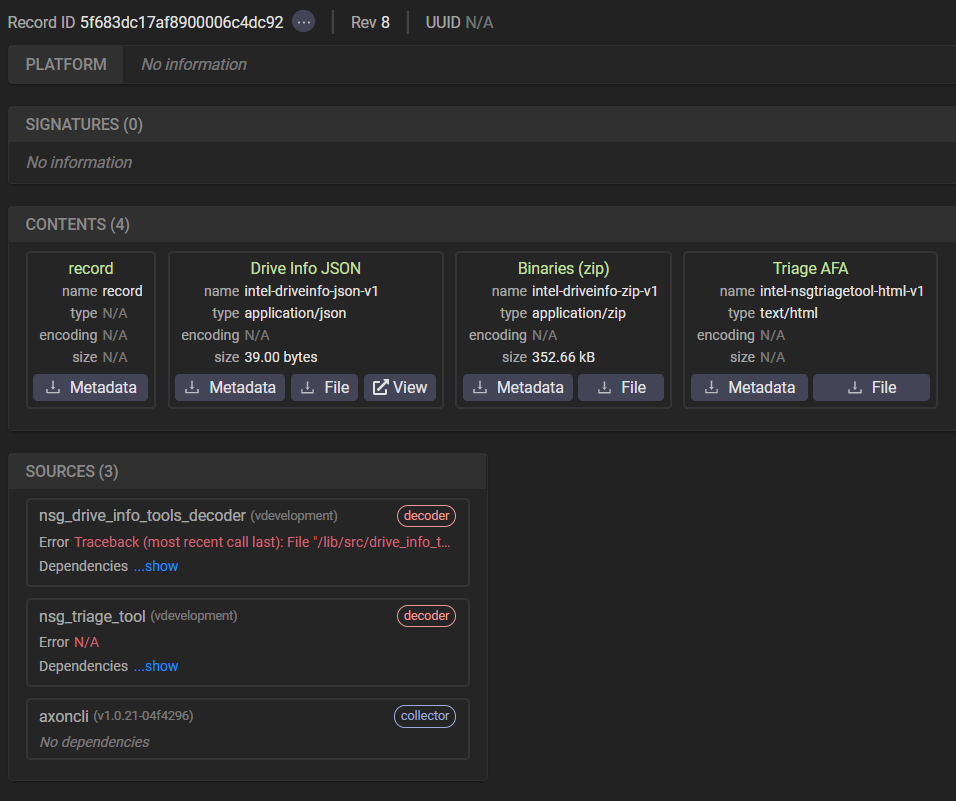 Record ID 5f683dc17af8900006c4dc92 ... Rev 8 UUID N/A
PLATFORM No information
SIGNATURES (0)
No information
CONTENTS (4)
record
name record
type N/A
encoding N/A
size N/A
Metadata
Drive Info JSON
name intel-driveinfo-json-v1
type application/json
encoding N/A
size 39.00 bytes
Metadata File View
Binaries (zip)
name intel-driveinfo-zip-v1
type application/zip
encoding N/A
size 352.66 kB
Metadata File
Triage AFA
name intel-nsgtriagetool-html-v1
type text/html
encoding N/A
size N/A
Metadata File
SOURCES (3)
nsg_drive_info_tools_decoder (vdevelopment) decoder
Error Traceback (most recent call last): File "/lib/src/drive_info_t...
Dependencies ...show
nsg_triage_tool (vdevelopment) decoder
Error N/A
Dependencies ...show
axoncli (v1.0.21-04f4296) collector
No dependencies